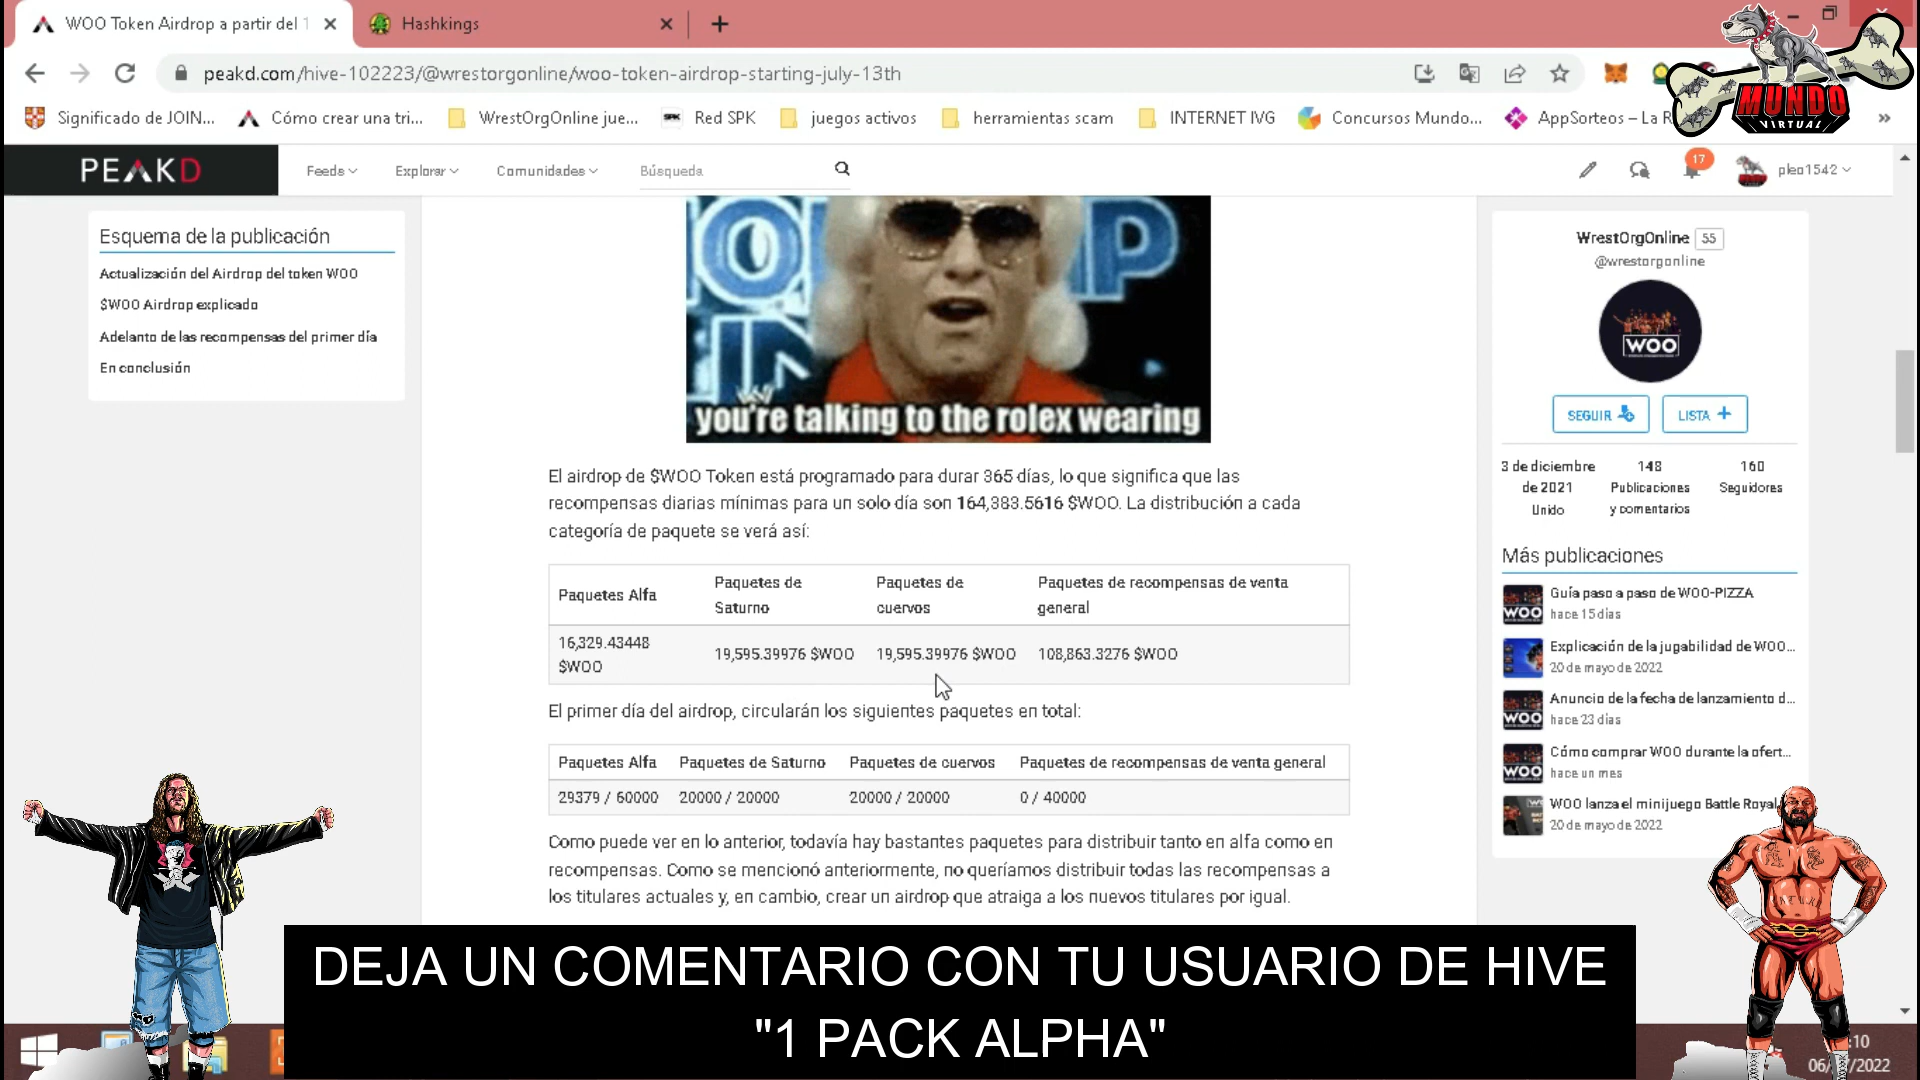 WOO Token Airdrop a partir del 1
Hashkings
peakd.com/hive-102223/@wrestorgonline/woo-token-airdrop-starting-july-13th
Significado de JOIN...
Cómo crear una tri...
WrestOrgOnline jue...
Red SPK
juegos activos
herramientas scam
INTERNET IVG
Concursos Mundo...
AppSorteos – La R
MUNDO
VIRTUAL
PEAKD
Feeds
Explorar
Comunidades
Búsqueda
17
plea1542
Esquema de la publicación
Actualización del Airdrop del token WOO
$WOO Airdrop explicado
Adelanto de las recompensas del primer día
En conclusión
you're talking to the rolex wearing
El airdrop de $WOO Token está programado para durar 365 días, lo que significa que las
recompensas diarias mínimas para un solo día son 164,383.5616 $WOO. La distribución a cada
categoría de paquete se verá así:
Paquetes Alfa
Paquetes de
Saturno
Paquetes de
cuervos
Paquetes de recompensas de venta
general
16,329.43448
$WOO
19,595.39976 $WOO
19,595.39976 $WOO
108,863.3276 $WOO
El primer día del airdrop, circularán los siguientes paquetes en total:
Paquetes Alfa
Paquetes de Saturno
Paquetes de cuervos
Paquetes de recompensas de venta general
29379 / 60000
20000 / 20000
20000 / 20000
0 / 40000
Como puede ver en lo anterior, todavía hay bastantes paquetes para distribuir tanto en alfa como en
recompensas. Como se mencionó anteriormente, no queríamos distribuir todas las recompensas a
los titulares actuales y, en cambio, crear un airdrop que atraiga a los nuevos titulares por igual.
WrestOrgOnline 55
@wrestorgonline
WOO
SEGUIR
LISTA
3 de diciembre
de 2021
Unido
148
Publicaciones
y comentarios
160
Seguidores
Más publicaciones
Guía paso a paso de WOO-PIZZA
hace 15 días
Explicación de la jugabilidad de WOO...
20 de mayo de 2022
Anuncio de la fecha de lanzamiento d...
hace 23 días
Cómo comprar WOO durante la ofert...
hace un mes
WOO lanza el minijuego Battle Royal
20 de mayo de 2022
DEJA UN COMENTARIO CON TU USUARIO DE HIVE
"1 PACK ALPHA"
:10
06/ /2022